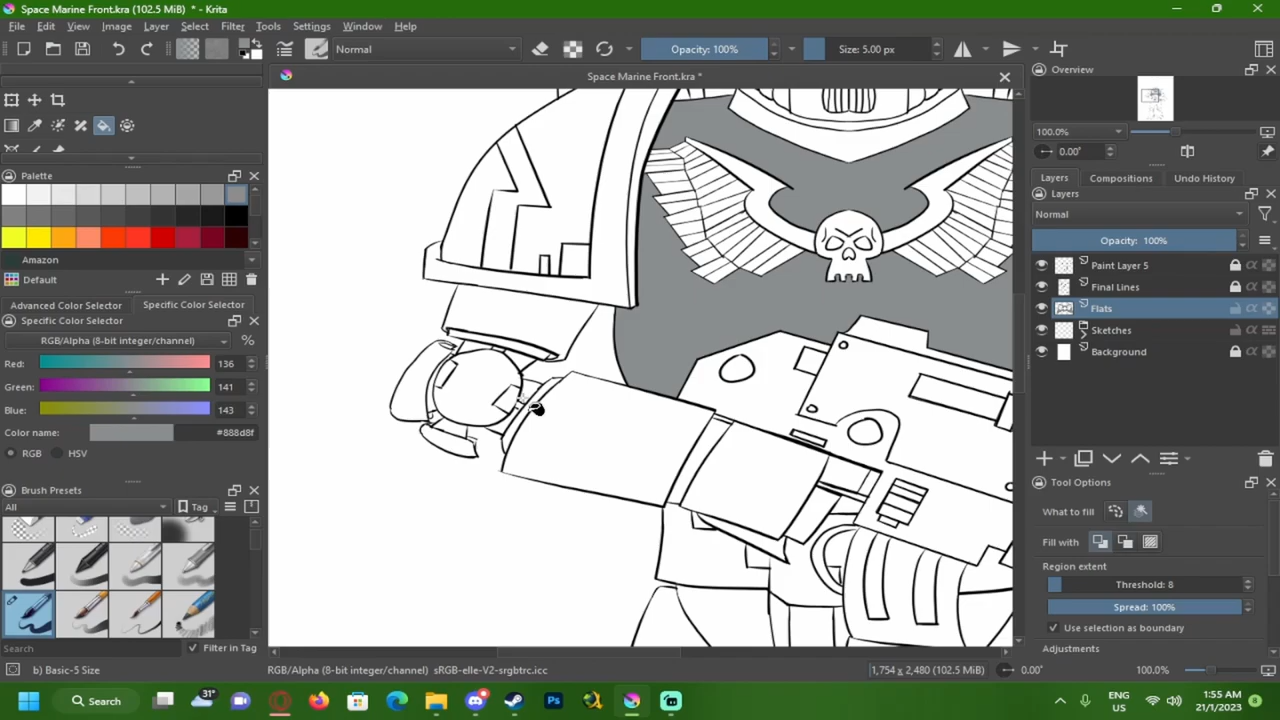 Space Marine Front.kra (102.5 MiB) * - Krita
File Edit View Image Layer Select Filter Tools Settings Window Help
Normal
Opacity: 100%
Size: 5.00 px
Space Marine Front.kra *
Overview
100.0%
0.00°
Palette
Layers Compositions Undo History
Layers
Normal
Opacity: 100%
Amazon
Default
Paint Layer 5
Final Lines
Flats
Sketches
Background
Advanced Color Selector Specific Color Selector
Specific Color Selector
RGB/Alpha (8-bit integer/channel) %
Red: 136
Green: 141
Blue: 143
Color name: #888d8f
RGB HSV
Brush Presets
All Tag
Tool Options
What to fill
Fill with
Region extent
Threshold: 8
Spread: 100%
Use selection as boundary
Adjustments
Search Filter in Tag
b) Basic-5 Size
RGB/Alpha (8-bit integer/channel) sRGB-elle-V2-srgbtrc.icc
1,754 x 2,480 (102.5 MiB)
0.00°
100.0%
Search
31°
Ps
ENG
US
1:55 AM
21/1/2023
8